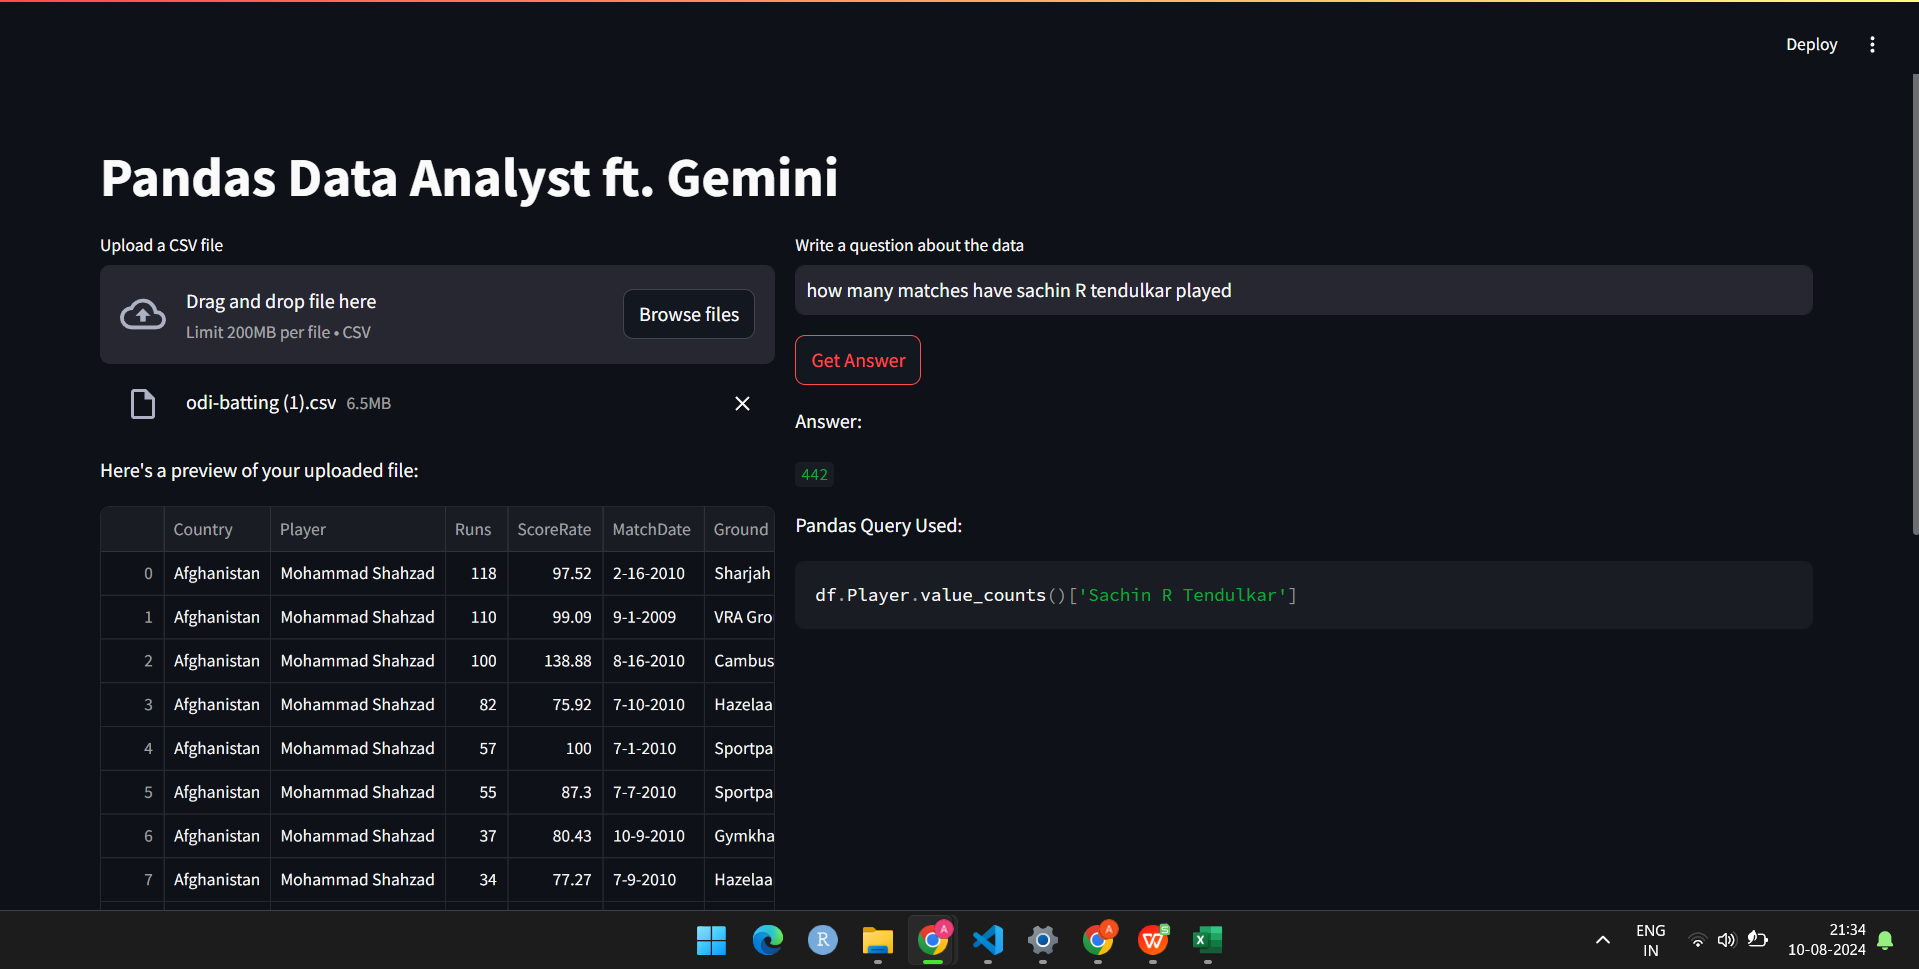 Deploy
Pandas Data Analyst ft. Gemini
Upload a CSV file
Drag and drop file here
Limit 200MB per file • CSV
Browse files
odi-batting (1).csv 6.5MB
Here's a preview of your uploaded file:
Country Player Runs ScoreRate MatchDate Ground
0 Afghanistan Mohammad Shahzad 118 97.52 2-16-2010 Sharjah
1 Afghanistan Mohammad Shahzad 110 99.09 9-1-2009 VRA Gro
2 Afghanistan Mohammad Shahzad 100 138.88 8-16-2010 Cambus
3 Afghanistan Mohammad Shahzad 82 75.92 7-10-2010 Hazelaa
4 Afghanistan Mohammad Shahzad 57 100 7-1-2010 Sportpa
5 Afghanistan Mohammad Shahzad 55 87.3 7-7-2010 Sportpa
6 Afghanistan Mohammad Shahzad 37 80.43 10-9-2010 Gymkha
7 Afghanistan Mohammad Shahzad 34 77.27 7-9-2010 Hazelaa
Write a question about the data
how many matches have sachin R tendulkar played
Get Answer
Answer:
442
Pandas Query Used:
df.Player.value_counts()['Sachin R Tendulkar']
R
A
A
W
S
X
ENG
IN
21:34
10-08-2024